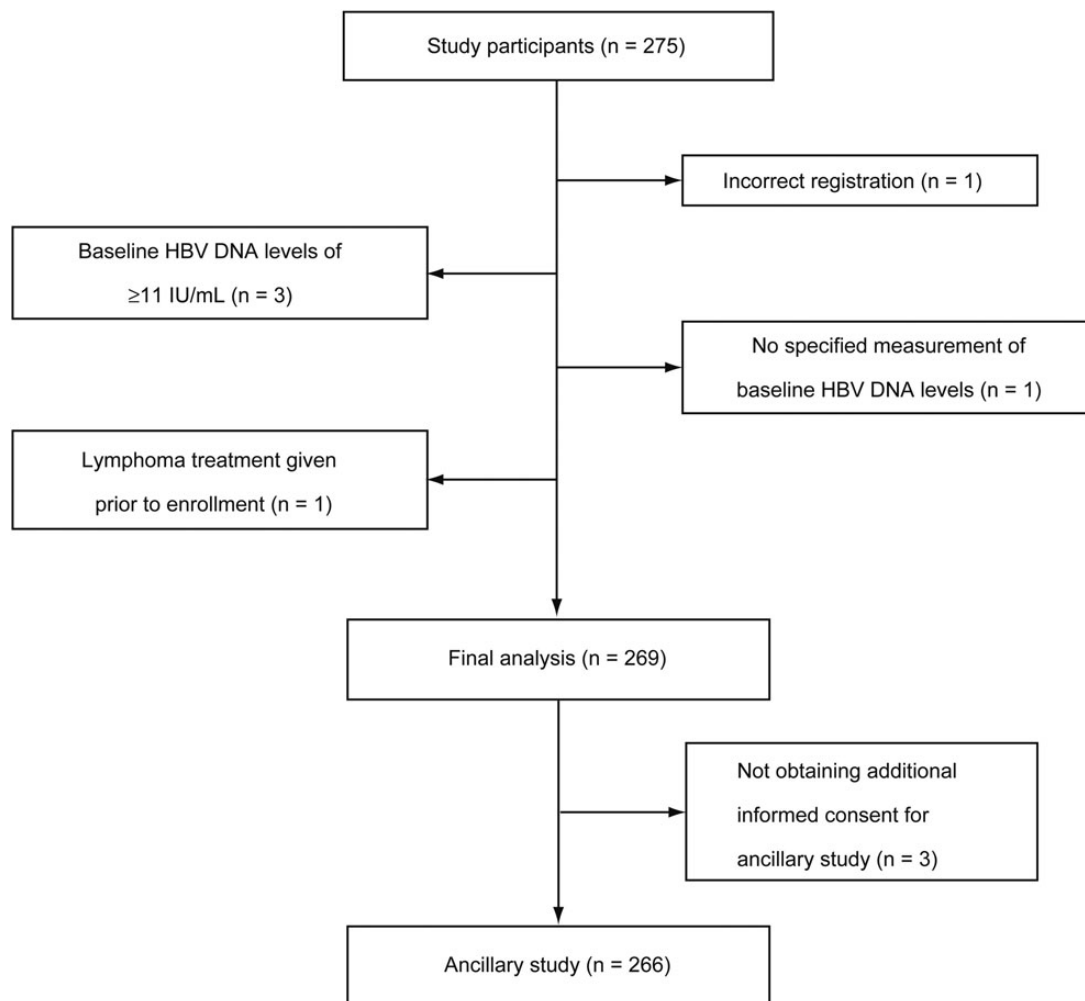 Study participants (n = 275)
Incorrect registration (n = 1)
Baseline HBV DNA levels of
≥11 IU/mL (n = 3)
No specified measurement of
baseline HBV DNA levels (n = 1)
Lymphoma treatment given
prior to enrollment (n = 1)
Final analysis (n = 269)
Not obtaining additional
informed consent for
ancillary study (n = 3)
Ancillary study (n = 266)